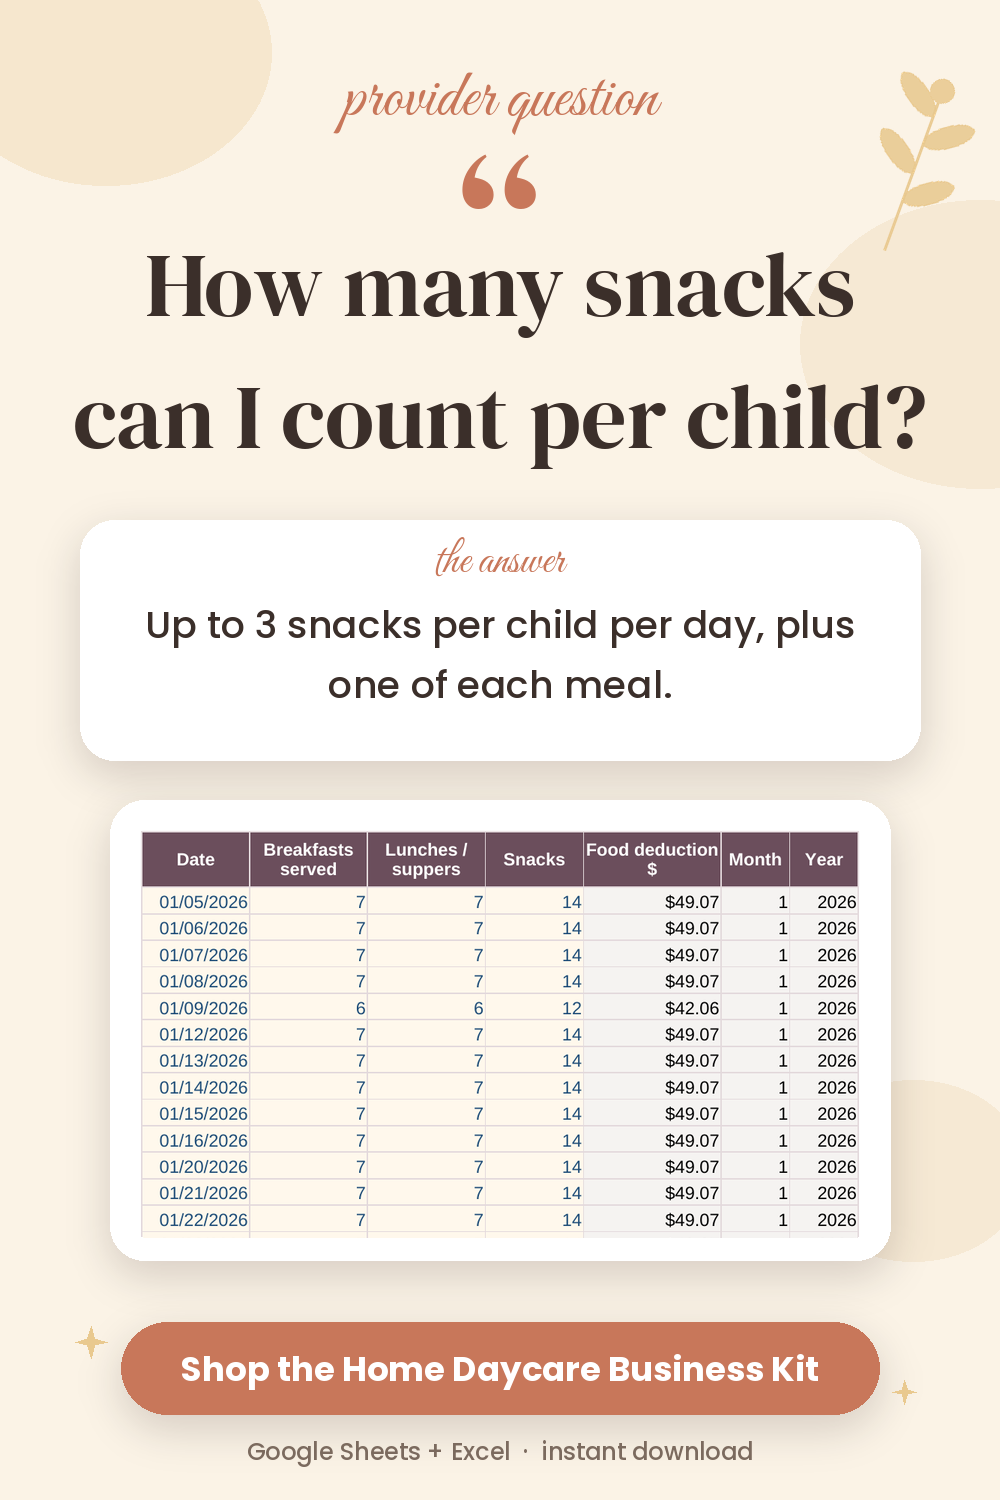 provider question
“
How many snacks
can I count per child?
the answer
Up to 3 snacks per child per day, plus
one of each meal.
Date Breakfasts served Lunches / suppers Snacks Food deduction $ Month Year
01/05/2026 7 7 14 $49.07 1 2026
01/06/2026 7 7 14 $49.07 1 2026
01/07/2026 7 7 14 $49.07 1 2026
01/08/2026 7 7 14 $49.07 1 2026
01/09/2026 6 6 12 $42.06 1 2026
01/12/2026 7 7 14 $49.07 1 2026
01/13/2026 7 7 14 $49.07 1 2026
01/14/2026 7 7 14 $49.07 1 2026
01/15/2026 7 7 14 $49.07 1 2026
01/16/2026 7 7 14 $49.07 1 2026
01/20/2026 7 7 14 $49.07 1 2026
01/21/2026 7 7 14 $49.07 1 2026
01/22/2026 7 7 14 $49.07 1 2026
Shop the Home Daycare Business Kit
Google Sheets + Excel · instant download